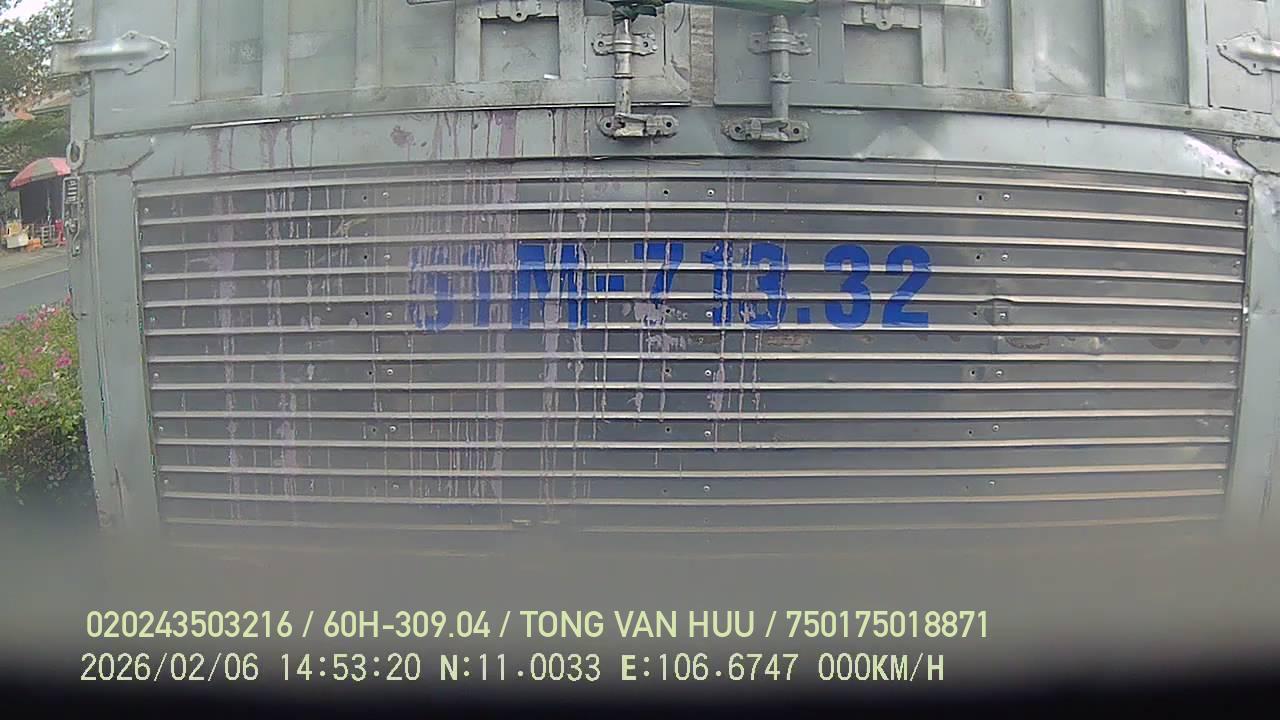 51M-713.32
020243503216 / 60H-309.04 / TONG VAN HUU / 750175018871
2026/02/06 14:53:20 N:11.0033 E:106.6747 000KM/H